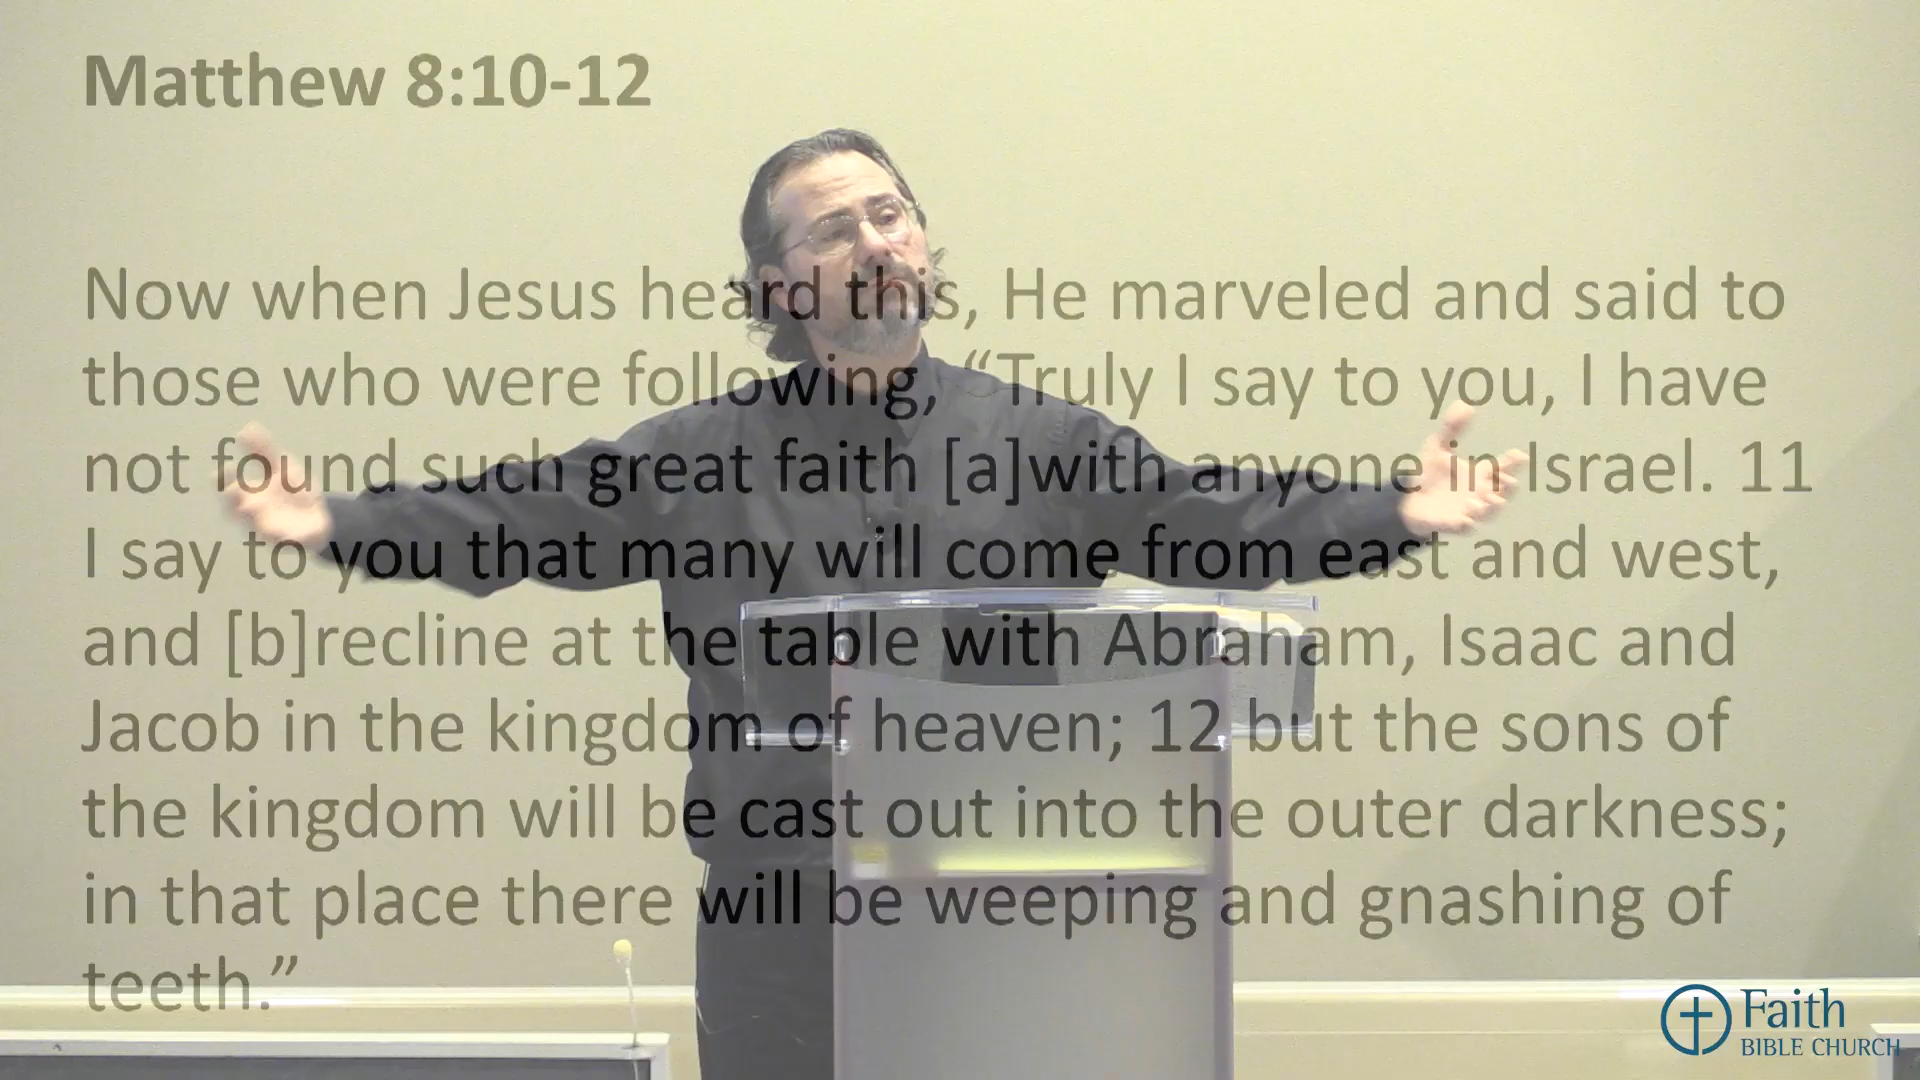 Matthew 8:10-12
Now when Jesus heard this, He marveled and said to
those who were following, “Truly I say to you, I have
not found such great faith [a]with anyone in Israel. 11
I say to you that many will come from east and west,
and [b]recline at the table with Abraham, Isaac and
Jacob in the kingdom of heaven; 12 but the sons of
the kingdom will be cast out into the outer darkness;
in that place there will be weeping and gnashing of
teeth.”
Faith
BIBLE CHURCH